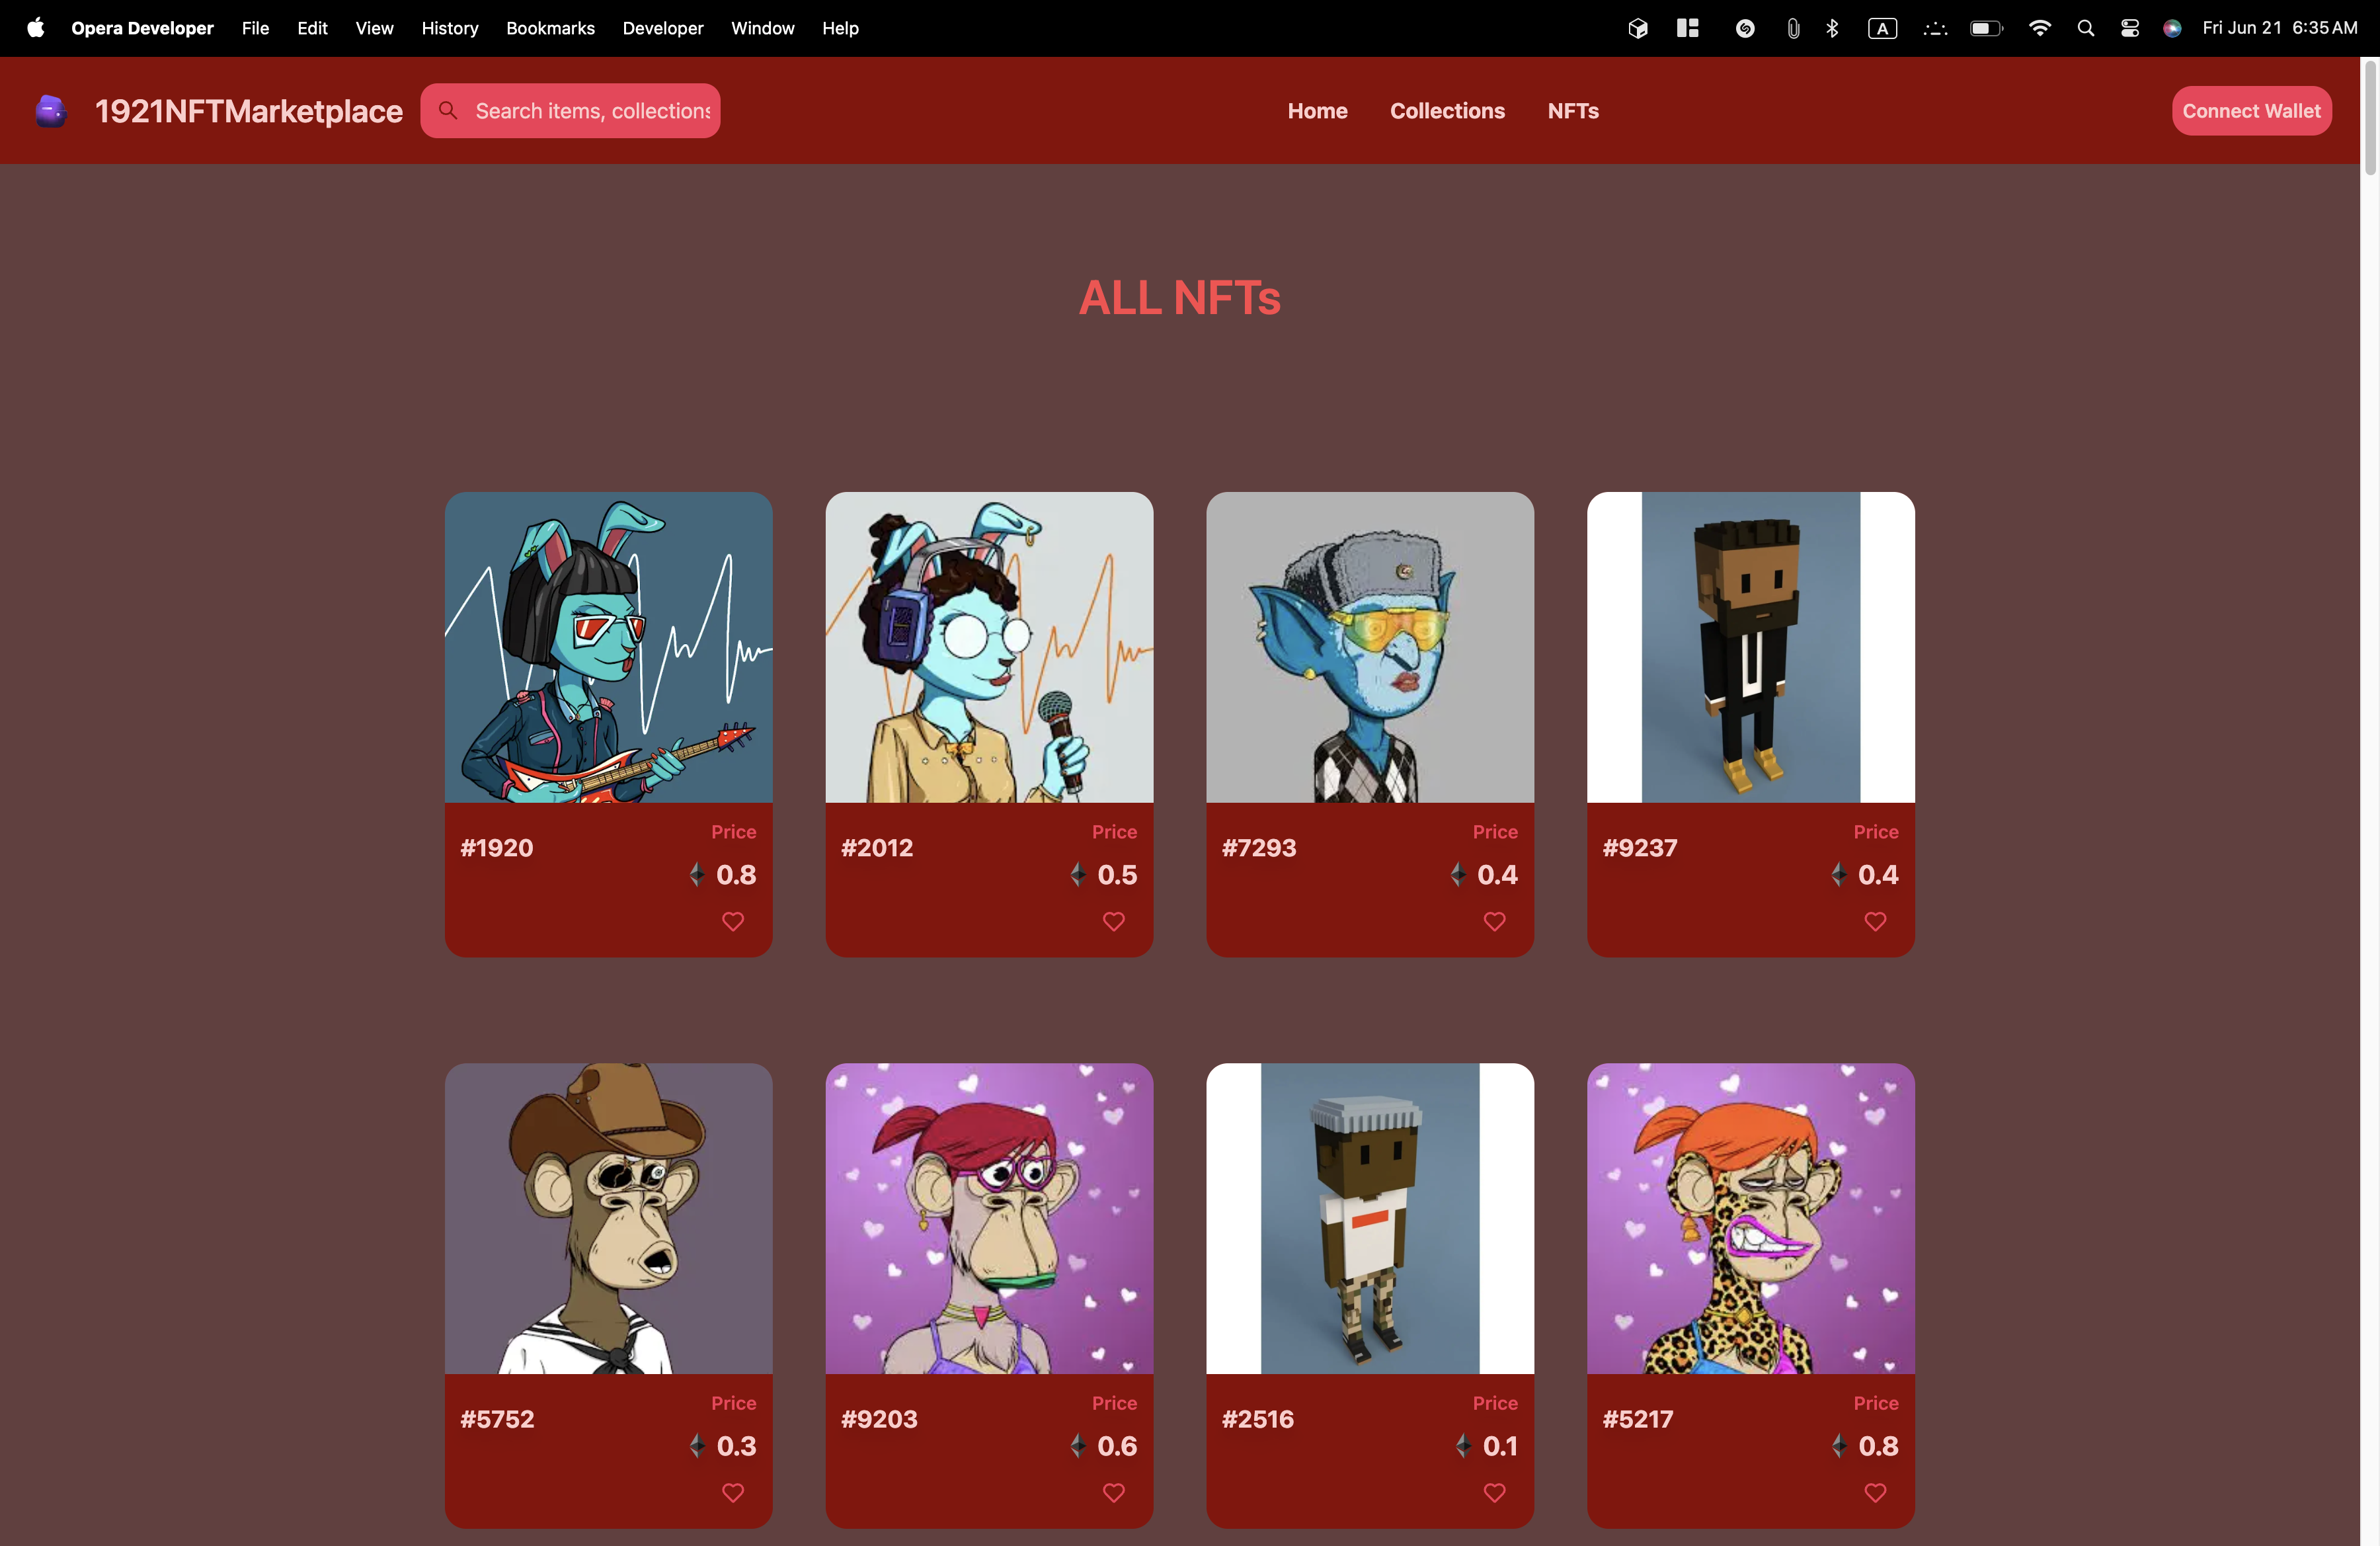 Opera Developer File Edit View History Bookmarks Developer Window Help A Fri Jun 21 6:35 AM
1921NFTMarketplace Search items, collections Home Collections NFTs Connect Wallet
ALL NFTs
#1920 Price
0.8
#2012 Price
0.5
#7293 Price
0.4
#9237 Price
0.4
#5752 Price
0.3
#9203 Price
0.6
#2516 Price
0.1
#5217 Price
0.8